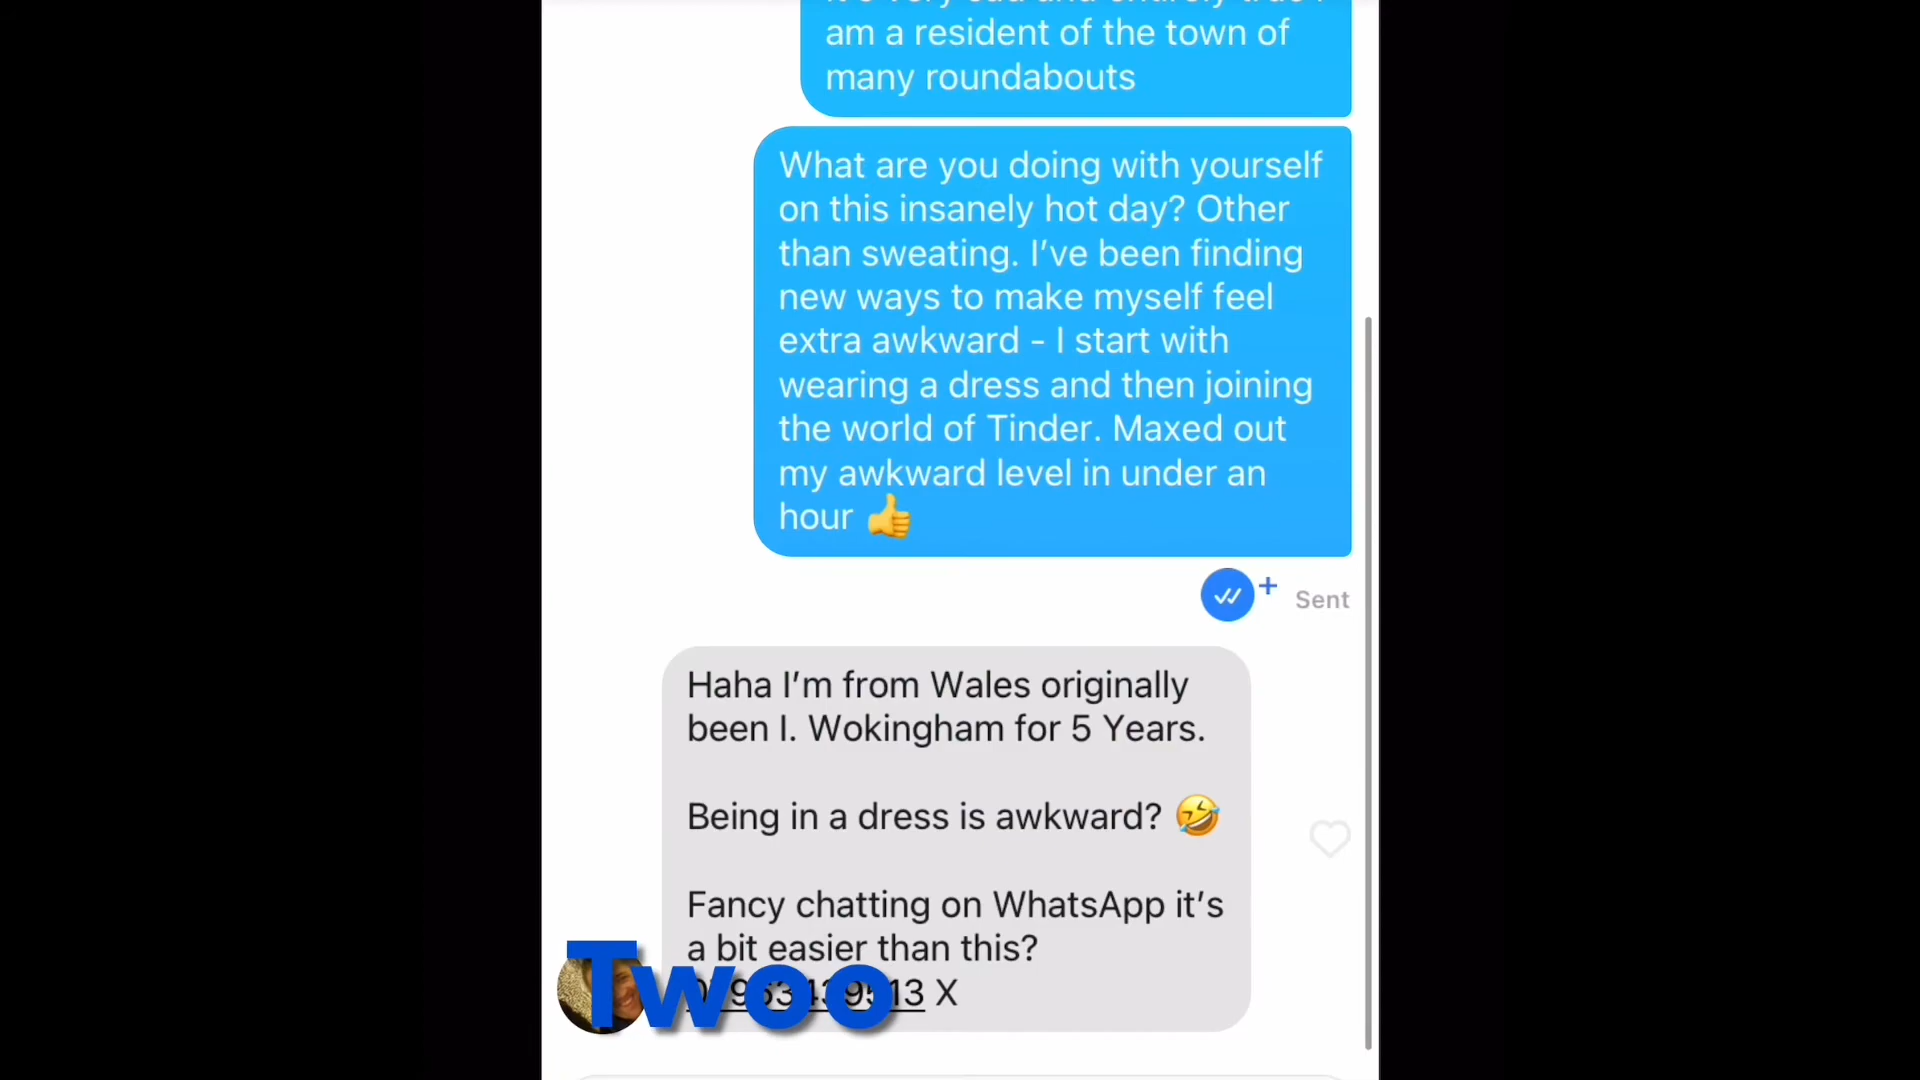 am a resident of the town of
many roundabouts
What are you doing with yourself
on this insanely hot day? Other
than sweating. I've been finding
new ways to make myself feel
extra awkward - I start with
wearing a dress and then joining
the world of Tinder. Maxed out
my awkward level in under an
hour 👍
Sent
Haha I'm from Wales originally
been I. Wokingham for 5 Years.
Being in a dress is awkward? 🤣
Fancy chatting on WhatsApp it's
a bit easier than this?
X
Twoo